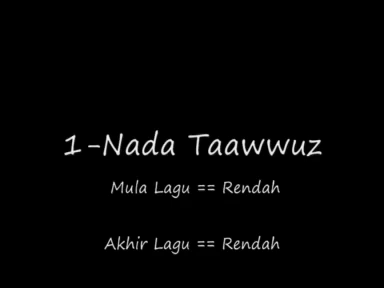 1-Nada Taawwuz
Mula Lagu == Rendah
Akhir Lagu == Rendah